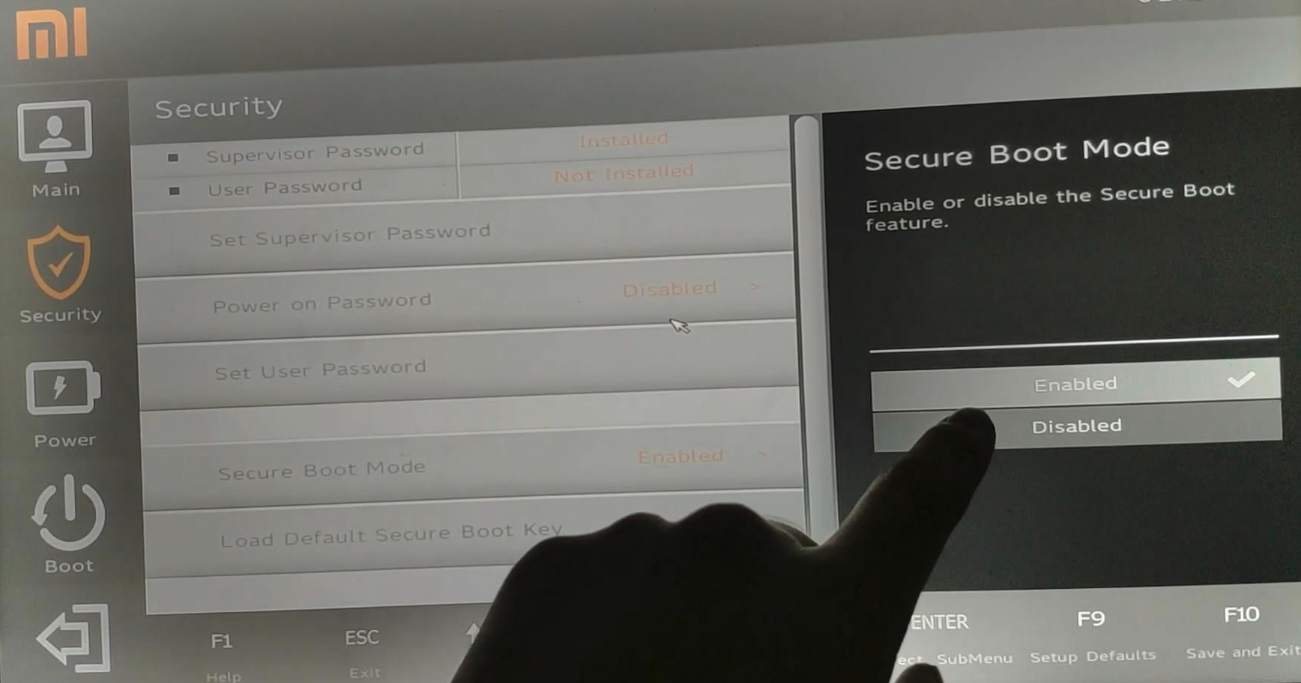 mi
Main
Security
Power
Boot
Security
Supervisor Password Installed
User Password Not Installed
Set Supervisor Password
Power on Password Disabled >
Set User Password
Secure Boot Mode Enabled >
Load Default Secure Boot Key
Secure Boot Mode
Enable or disable the Secure Boot
feature.
Enabled
Disabled
F1 ESC ENTER F9 F10
Help Exit SubMenu Setup Defaults Save and Exit